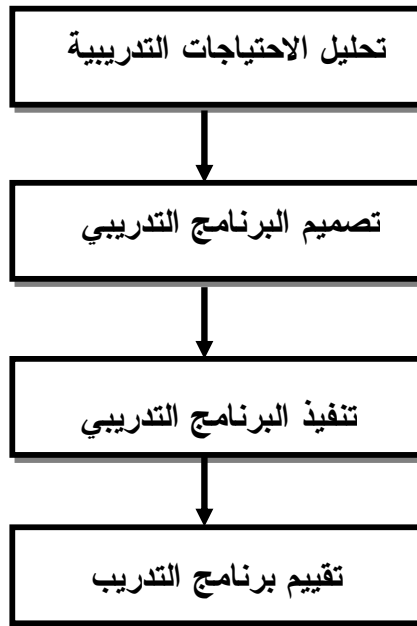 تحليل الاحتياجات التدريبية
تصميم البرنامج التدريبي
تنفيذ البرنامج التدريبي
تقييم برنامج التدريب